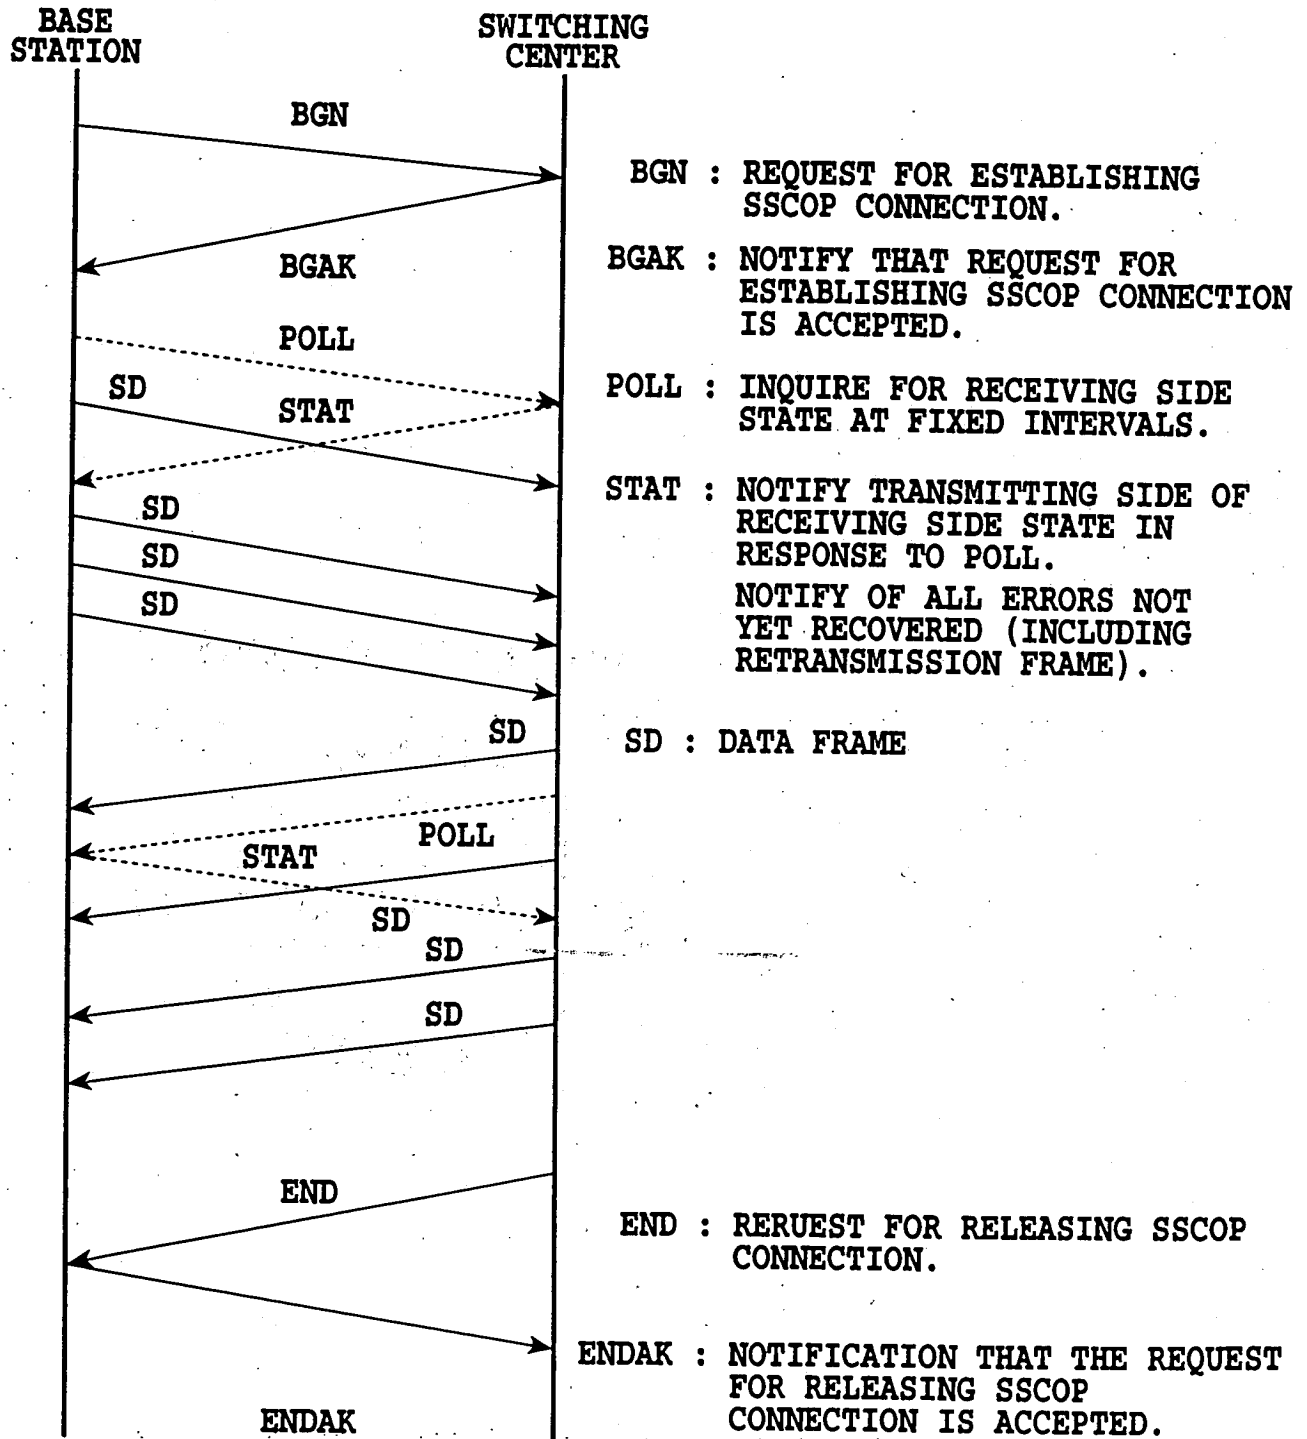 BASE
STATION
SWITCHING
CENTER
BGN
BGN : REQUEST FOR ESTABLISHING
SSCOP CONNECTION.
BGAK
BGAK : NOTIFY THAT REQUEST FOR
ESTABLISHING SSCOP CONNECTION
IS ACCEPTED.
POLL
SD
STAT
POLL : INQUIRE FOR RECEIVING SIDE
STATE AT FIXED INTERVALS.
STAT : NOTIFY TRANSMITTING SIDE OF
RECEIVING SIDE STATE IN
RESPONSE TO POLL.
NOTIFY OF ALL ERRORS NOT
YET RECOVERED (INCLUDING
RETRANSMISSION FRAME).
SD
SD
SD
SD
SD : DATA FRAME
POLL
STAT
SD
SD
SD
END
END : RERUEST FOR RELEASING SSCOP
CONNECTION.
ENDAK : NOTIFICATION THAT THE REQUEST
FOR RELEASING SSCOP
CONNECTION IS ACCEPTED.
ENDAK